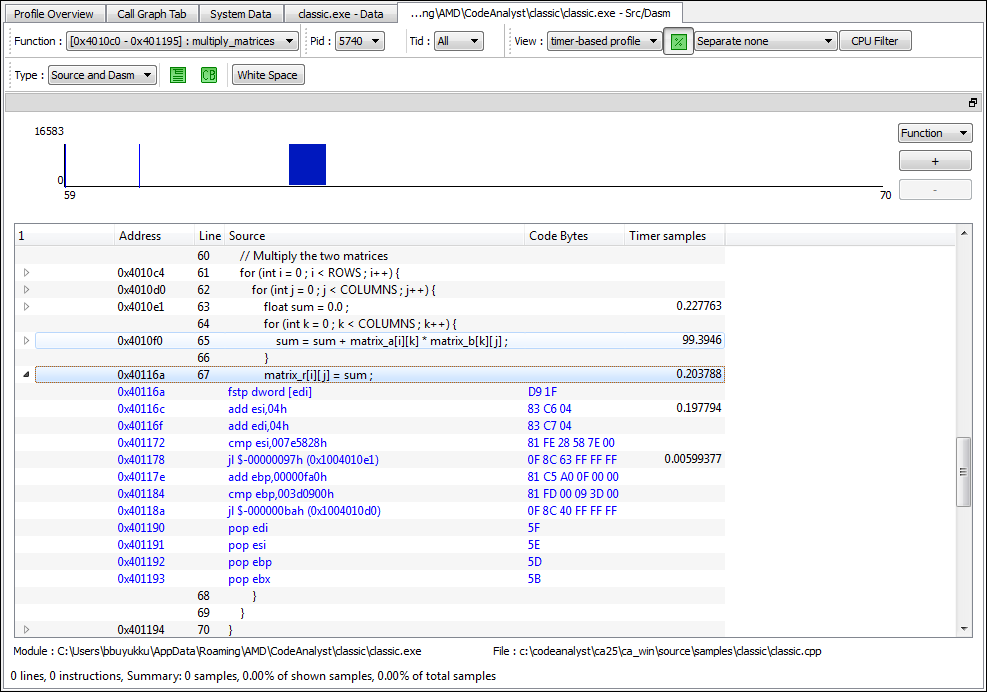 Profile Overview Call Graph Tab System Data classic.exe - Data ...ng\AMD\CodeAnalyst\classic\classic.exe - Src/Dasm
Function : [0x4010c0 - 0x401195] : multiply_matrices Pid : 5740 Tid : All View : timer-based profile Separate none CPU Filter
Type : Source and Dasm CB White Space
16583
Function
+
0
-
59 70
1 Address Line Source Code Bytes Timer samples
60 // Multiply the two matrices
0x4010c4 61 for (int i = 0 ; i < ROWS ; i++) {
0x4010d0 62 for (int j = 0 ; j < COLUMNS ; j++) {
0x4010e1 63 float sum = 0.0 ; 0.227763
64 for (int k = 0 ; k < COLUMNS ; k++) {
0x4010f0 65 sum = sum + matrix_a[i][k] * matrix_b[k][j] ; 99.3946
66 }
0x40116a 67 matrix_r[i][j] = sum ; 0.203788
0x40116a fstp dword [edi] D9 1F
0x40116c add esi,04h 83 C6 04 0.197794
0x40116f add edi,04h 83 C7 04
0x401172 cmp esi,007e5828h 81 FE 28 58 7E 00
0x401178 jl $-00000097h (0x1004010e1) 0F 8C 63 FF FF FF 0.00599377
0x40117e add ebp,00000fa0h 81 C5 A0 0F 00 00
0x401184 cmp ebp,003d0900h 81 FD 00 09 3D 00
0x40118a jl $-000000bah (0x1004010d0) 0F 8C 40 FF FF FF
0x401190 pop edi 5F
0x401191 pop esi 5E
0x401192 pop ebp 5D
0x401193 pop ebx 5B
68 }
69 }
0x401194 70 }
Module : C:\Users\bbuyukku\AppData\Roaming\AMD\CodeAnalyst\classic\classic.exe File : c:\codeanalyst\ca25\ca_win\source\samples\classic\classic.cpp
0 lines, 0 instructions, Summary: 0 samples, 0.00% of shown samples, 0.00% of total samples